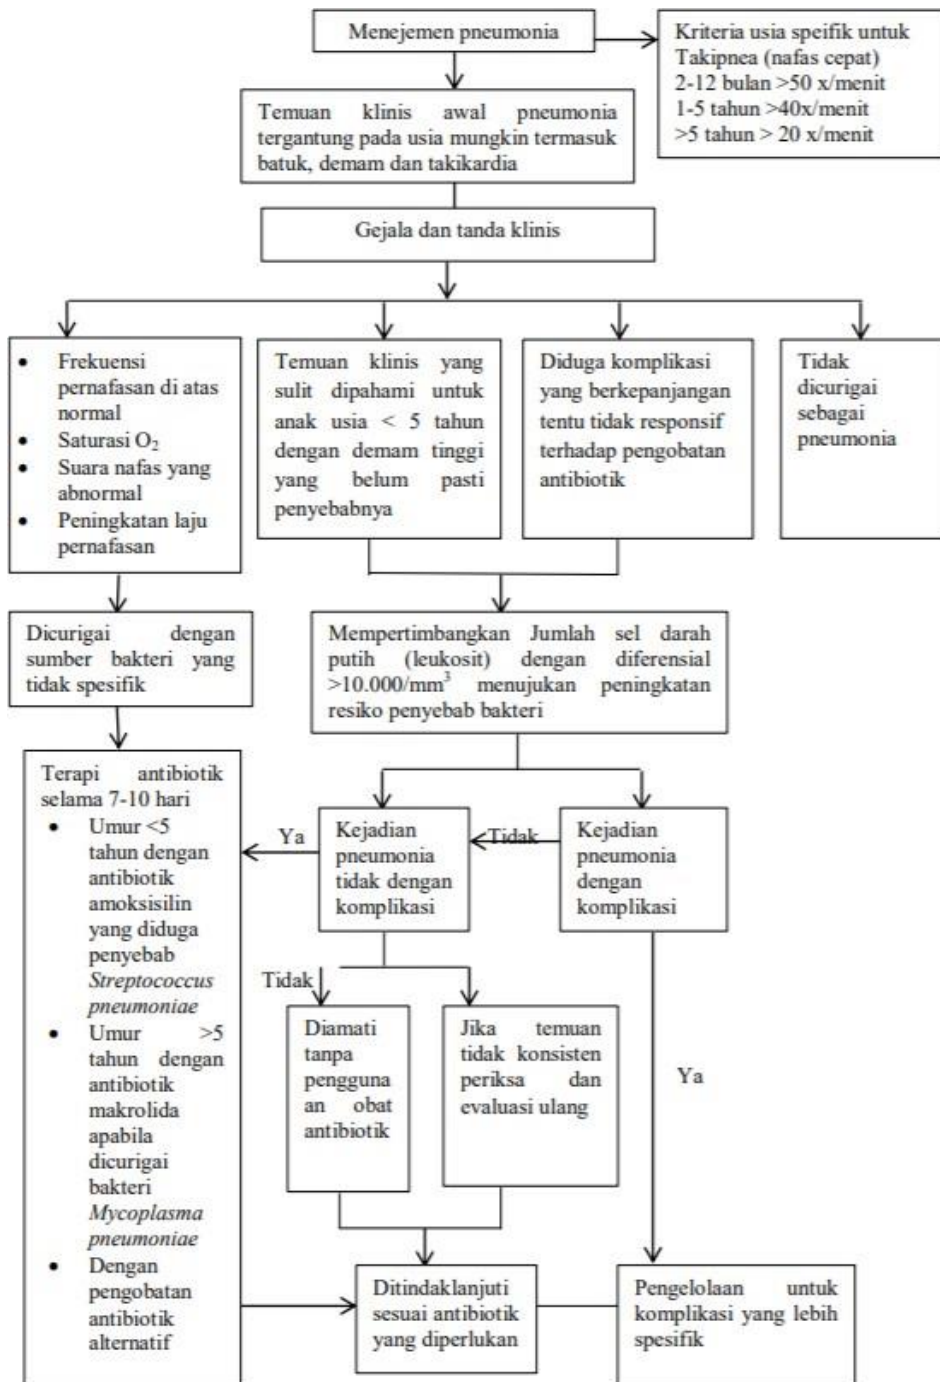 Menejemen pneumonia
Kriteria usia speifik untuk
Takipnea (nafas cepat)
2-12 bulan >50 x/menit
1-5 tahun >40x/menit
>5 tahun > 20 x/menit
Temuan klinis awal pneumonia
tergantung pada usia mungkin termasuk
batuk, demam dan takikardia
Gejala dan tanda klinis
• Frekuensi
pernafasan di atas
normal
• Saturasi O₂
• Suara nafas yang
abnormal
• Peningkatan laju
pernafasan
Temuan klinis yang
sulit dipahami untuk
anak usia < 5 tahun
dengan demam tinggi
yang belum pasti
penyebabnya
Diduga komplikasi
yang berkepanjangan
tentu tidak responsif
terhadap pengobatan
antibiotik
Tidak
dicurigai
sebagai
pneumonia
Dicurigai dengan
sumber bakteri yang
tidak spesifik
Mempertimbangkan Jumlah sel darah
putih (leukosit) dengan diferensial
>10.000/mm³ menujukan peningkatan
resiko penyebab bakteri
Terapi antibiotik
selama 7-10 hari
• Umur <5
tahun dengan
antibiotik
amoksisilin
yang diduga
penyebab
Streptococcus
pneumoniae
• Umur >5
tahun dengan
antibiotik
makrolida
apabila
dicurigai
bakteri
Mycoplasma
pneumoniae
• Dengan
pengobatan
antibiotik
alternatif
Ya
Kejadian
pneumonia
tidak dengan
komplikasi
Tidak
Kejadian
pneumonia
dengan
komplikasi
Tidak
Diamati
tanpa
pengguna
an obat
antibiotik
Jika temuan
tidak konsisten
periksa dan
evaluasi ulang
Ya
Ditindaklanjuti
sesuai antibiotik
yang diperlukan
Pengelolaan untuk
komplikasi yang lebih
spesifik